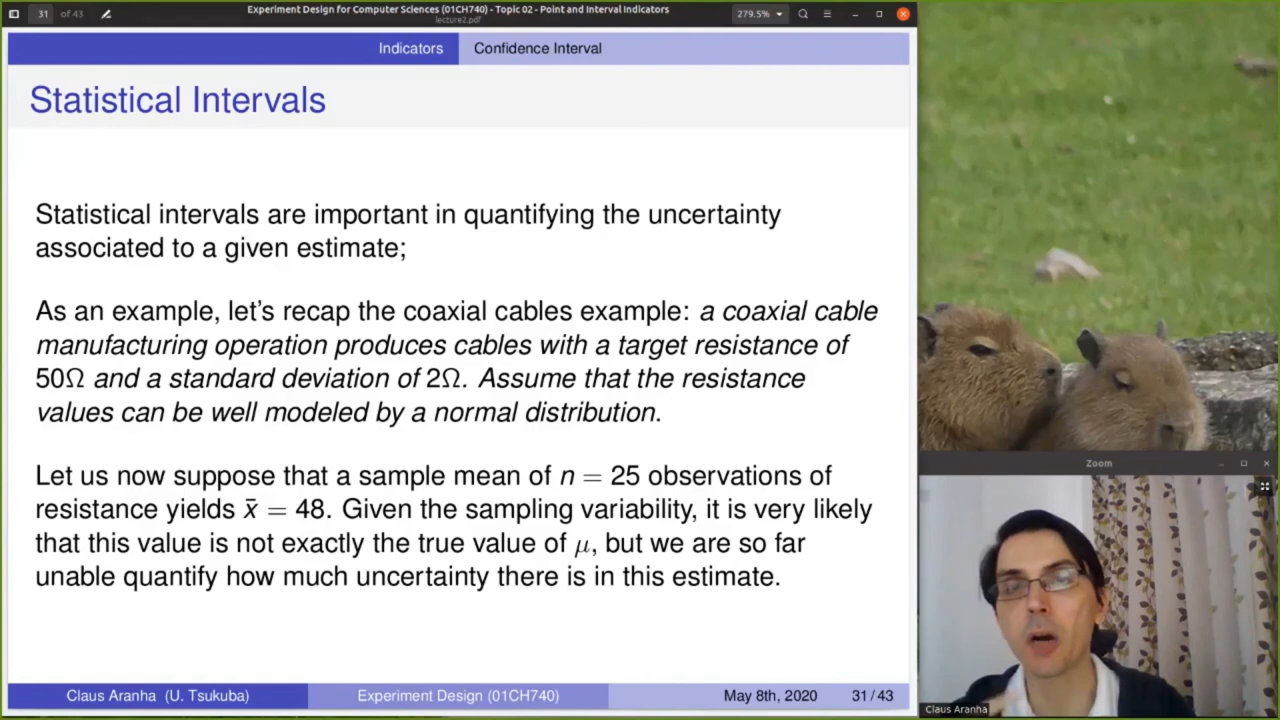 Experiment Design for Computer Sciences (01CH740) - Topic 02 - Point and Interval Indicators
lecture2.pdf
31 of 43
279.5%
Indicators
Confidence Interval
Statistical Intervals
Statistical intervals are important in quantifying the uncertainty
associated to a given estimate;
As an example, let's recap the coaxial cables example: a coaxial cable
manufacturing operation produces cables with a target resistance of
50Ω and a standard deviation of 2Ω. Assume that the resistance
values can be well modeled by a normal distribution.
Let us now suppose that a sample mean of n = 25 observations of
resistance yields x̄ = 48. Given the sampling variability, it is very likely
that this value is not exactly the true value of μ, but we are so far
unable quantify how much uncertainty there is in this estimate.
Claus Aranha (U. Tsukuba)
Experiment Design (01CH740)
May 8th, 2020
31 / 43
Zoom
Claus Aranha